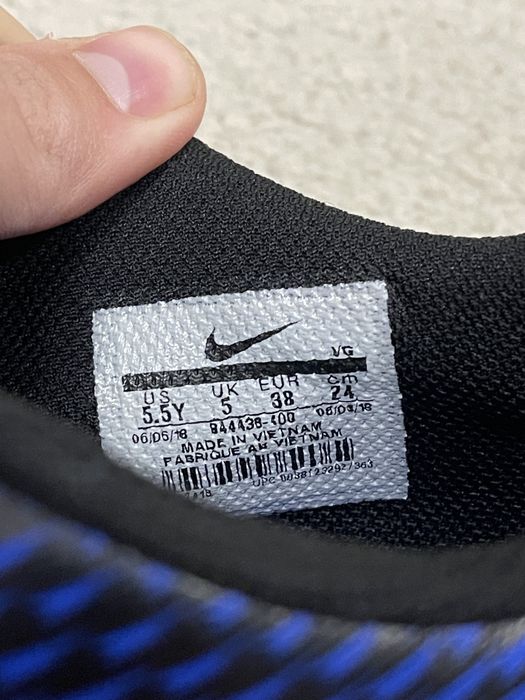 VG
US UK EUR cm
5.5Y 5 38 24
06/05/18 844438-400 08/03/18
MADE IN VIETNAM
FABRIQUE AU VIETNAM